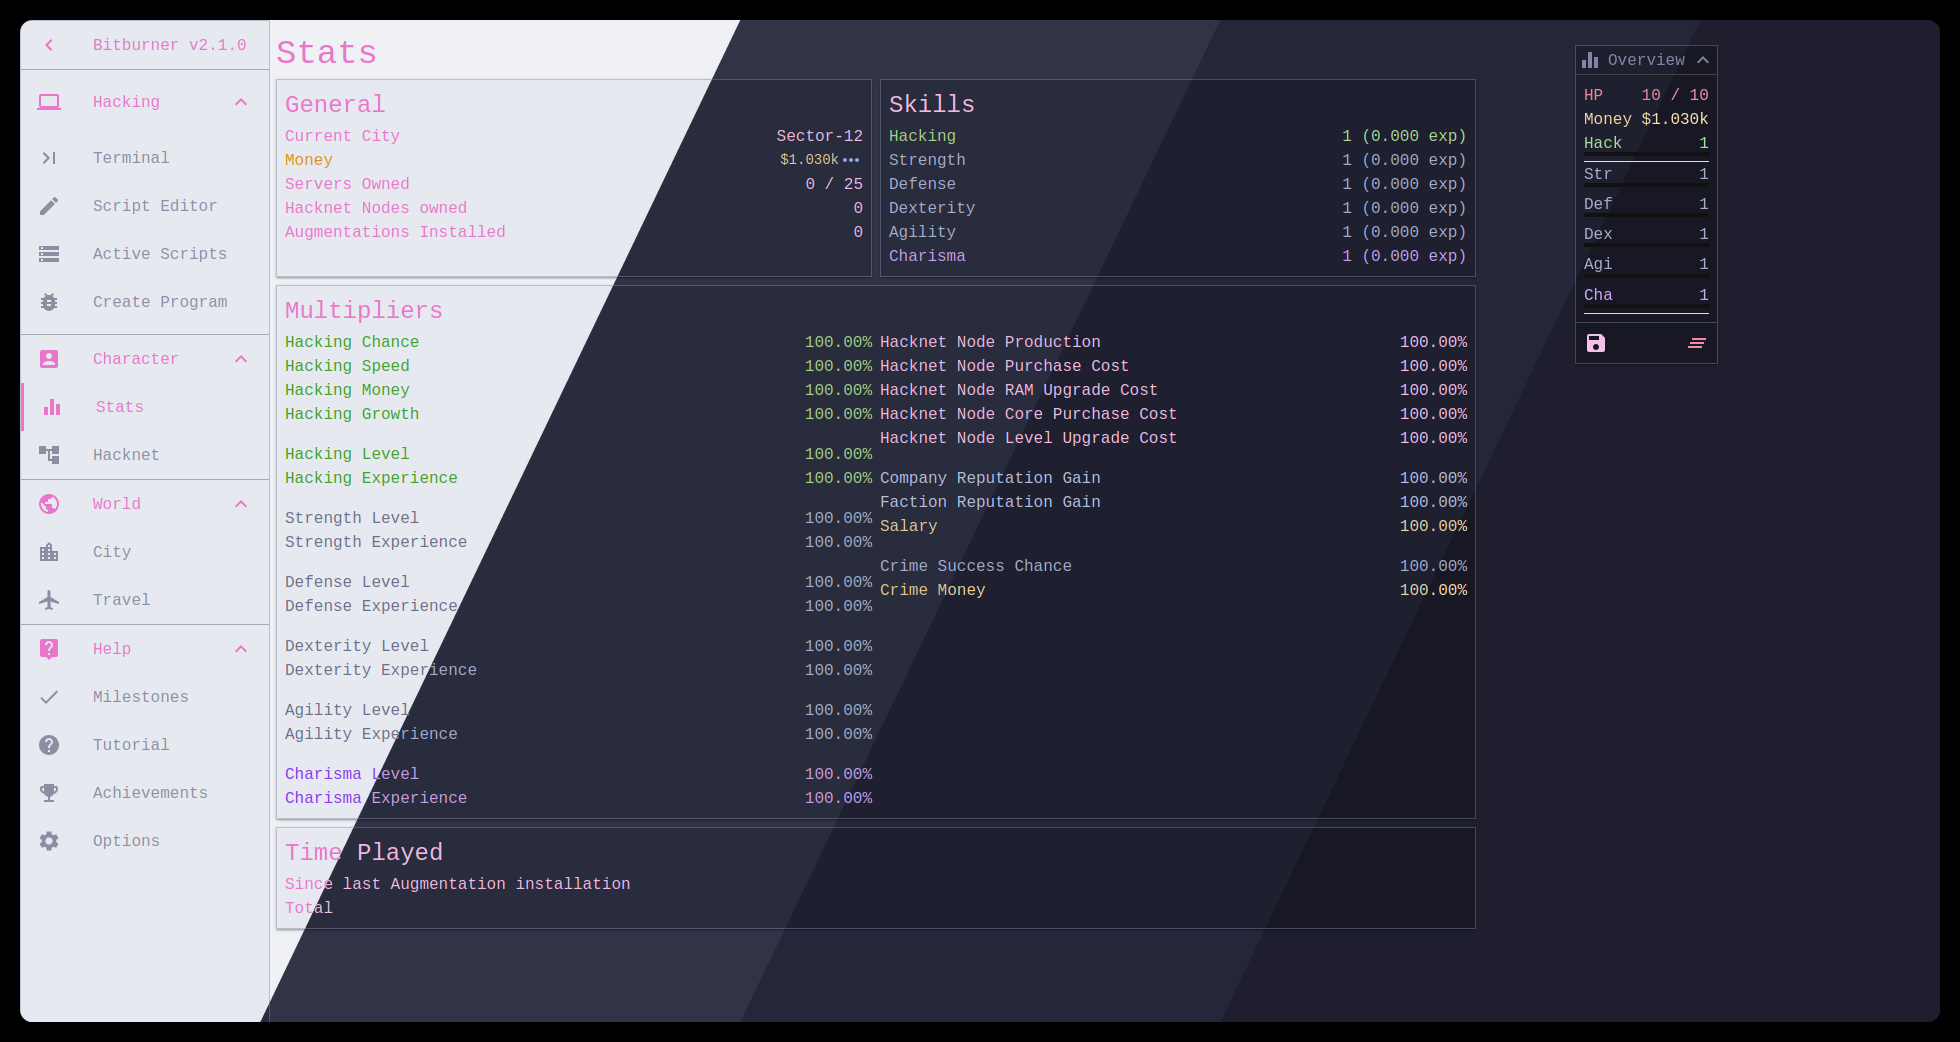 Bitburner v2.1.0
Hacking
Terminal
Script Editor
Active Scripts
Create Program
Character
Stats
Hacknet
World
City
Travel
Help
Milestones
Tutorial
Achievements
Options
Stats
General
Current City Sector-12
Money $1.030k
Servers Owned 0 / 25
Hacknet Nodes owned 0
Augmentations Installed 0
Skills
Hacking 1 (0.000 exp)
Strength 1 (0.000 exp)
Defense 1 (0.000 exp)
Dexterity 1 (0.000 exp)
Agility 1 (0.000 exp)
Charisma 1 (0.000 exp)
Multipliers
Hacking Chance 100.00%
Hacking Speed 100.00%
Hacking Money 100.00%
Hacking Growth 100.00%
Hacking Level 100.00%
Hacking Experience 100.00%
Strength Level 100.00%
Strength Experience 100.00%
Defense Level 100.00%
Defense Experience 100.00%
Dexterity Level 100.00%
Dexterity Experience 100.00%
Agility Level 100.00%
Agility Experience 100.00%
Charisma Level 100.00%
Charisma Experience 100.00%
Hacknet Node Production 100.00%
Hacknet Node Purchase Cost 100.00%
Hacknet Node RAM Upgrade Cost 100.00%
Hacknet Node Core Purchase Cost 100.00%
Hacknet Node Level Upgrade Cost 100.00%
Company Reputation Gain 100.00%
Faction Reputation Gain 100.00%
Salary 100.00%
Crime Success Chance 100.00%
Crime Money 100.00%
Time Played
Since last Augmentation installation
Total
Overview
HP 10 / 10
Money $1.030k
Hack 1
Str 1
Def 1
Dex 1
Agi 1
Cha 1